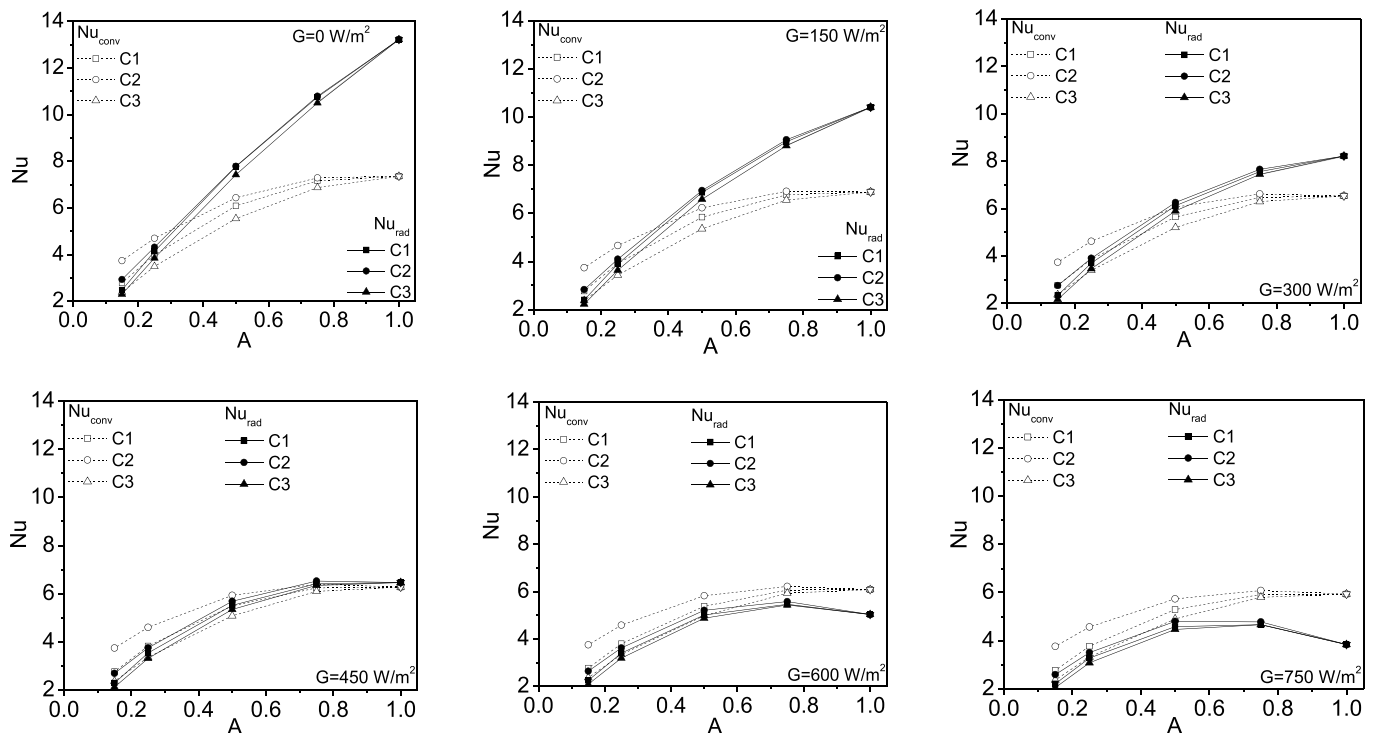 14
12
10
8
6
4
2
Nu
Nu_conv
C1
C2
C3
G=0 W/m²
Nu_rad
C1
C2
C3
0.0 0.2 0.4 0.6 0.8 1.0
A
14
12
10
8
6
4
2
Nu
Nu_conv
C1
C2
C3
G=150 W/m²
Nu_rad
C1
C2
C3
0.0 0.2 0.4 0.6 0.8 1.0
A
14
12
10
8
6
4
2
Nu
Nu_conv
C1
C2
C3
Nu_rad
C1
C2
C3
G=300 W/m²
0.0 0.2 0.4 0.6 0.8 1.0
A
14
12
10
8
6
4
2
Nu
Nu_conv
C1
C2
C3
Nu_rad
C1
C2
C3
G=450 W/m²
0.0 0.2 0.4 0.6 0.8 1.0
A
14
12
10
8
6
4
2
Nu
Nu_conv
C1
C2
C3
Nu_rad
C1
C2
C3
G=600 W/m²
0.0 0.2 0.4 0.6 0.8 1.0
A
14
12
10
8
6
4
2
Nu
Nu_conv
C1
C2
C3
Nu_rad
C1
C2
C3
G=750 W/m²
0.0 0.2 0.4 0.6 0.8 1.0
A